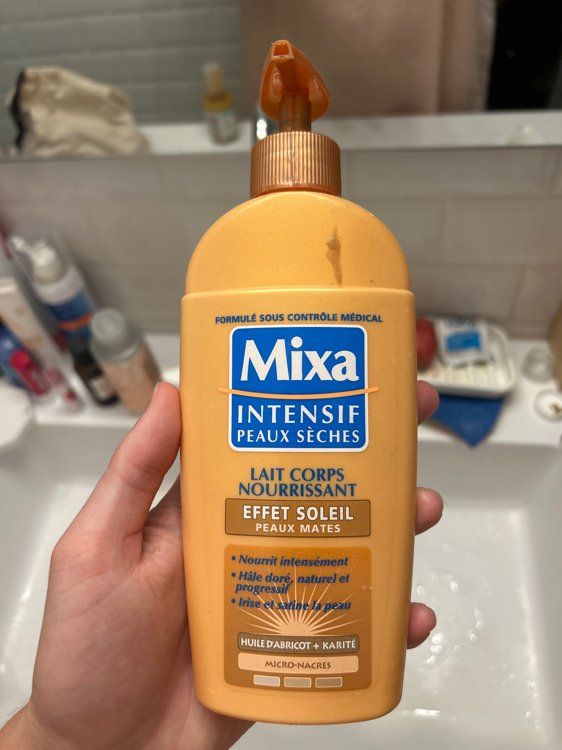 FORMULÉ SOUS CONTRÔLE MÉDICAL
Mixa
INTENSIF
PEAUX SÈCHES
LAIT CORPS
NOURRISSANT
EFFET SOLEIL
PEAUX MATES
• Nourrit intensément
• Hâle doré, naturel et
progressif
• Irise et satine la peau
HUILE D'ABRICOT + KARITÉ
MICRO-NACRES